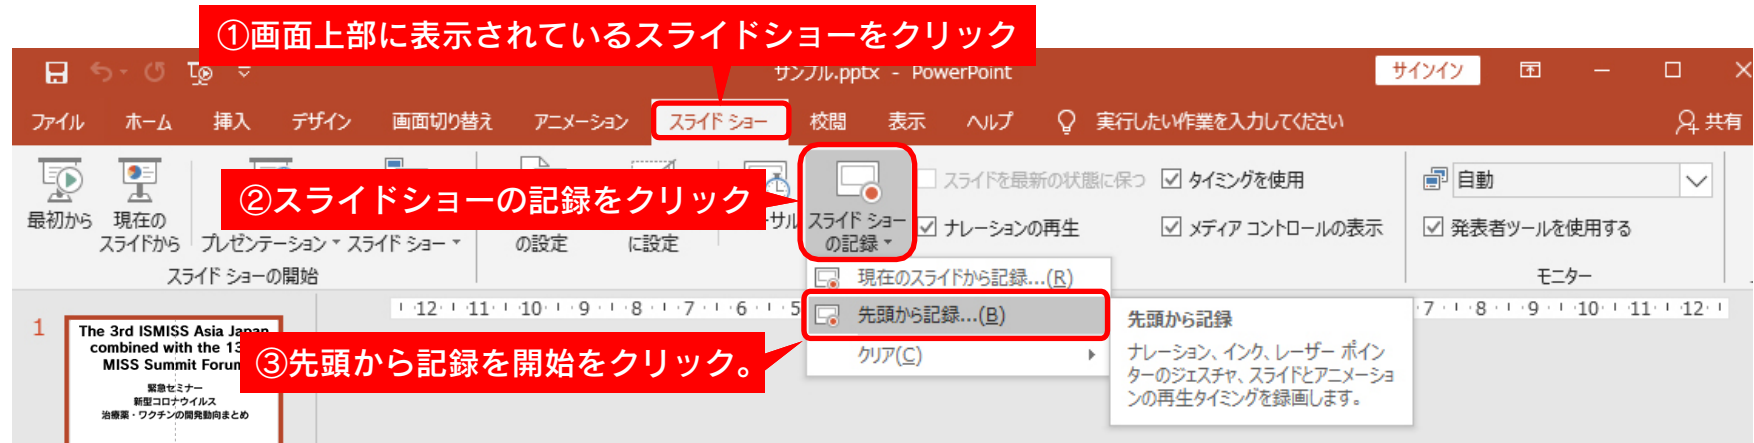 ①画面上部に表示されているスライドショーをクリック
サンプル.pptx - PowerPoint
サインイン
ファイル ホーム 挿入 デザイン 画面切り替え アニメーション スライド ショー 校閲 表示 ヘルプ 実行したい作業を入力してください 共有
②スライドショーの記録をクリック
スライドを最新の状態に保つ タイミングを使用 自動
最初から 現在の スライド ショー ナレーションの再生 メディア コントロールの表示 発表者ツールを使用する
スライドから プレゼンテーション スライド ショー の設定 に設定 の記録
スライド ショーの開始 モニター
現在のスライドから記録...(R)
12 11 10 9 8 7 6 5 7 8 9 10 11 12
先頭から記録...(B)
クリア(C)
先頭から記録
ナレーション、インク、レーザー ポイン
ターのジェスチャ、スライドとアニメーショ
ンの再生タイミングを録画します。
③先頭から記録を開始をクリック。
1
The 3rd ISMISS Asia Japan
combined with the
MISS Summit Forum
緊急セミナー
新型コロナウイルス
治療薬・ワクチンの開発動向まとめ